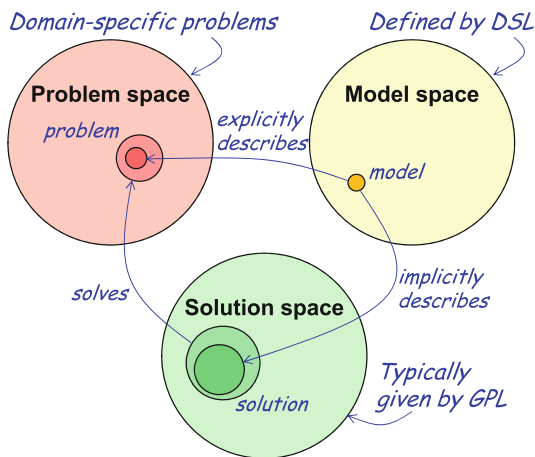 Domain-specific problems
Defined by DSL
Problem space
Model space
problem
explicitly
describes
model
solves
implicitly
describes
Solution space
solution
Typically
given by GPL